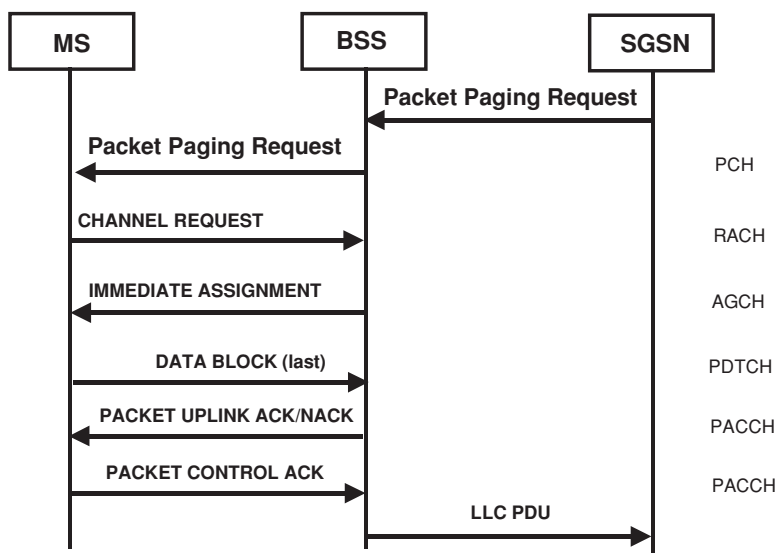 MS
BSS
SGSN
Packet Paging Request
Packet Paging Request
PCH
CHANNEL REQUEST
RACH
IMMEDIATE ASSIGNMENT
AGCH
DATA BLOCK (last)
PDTCH
PACKET UPLINK ACK/NACK
PACCH
PACKET CONTROL ACK
PACCH
LLC PDU